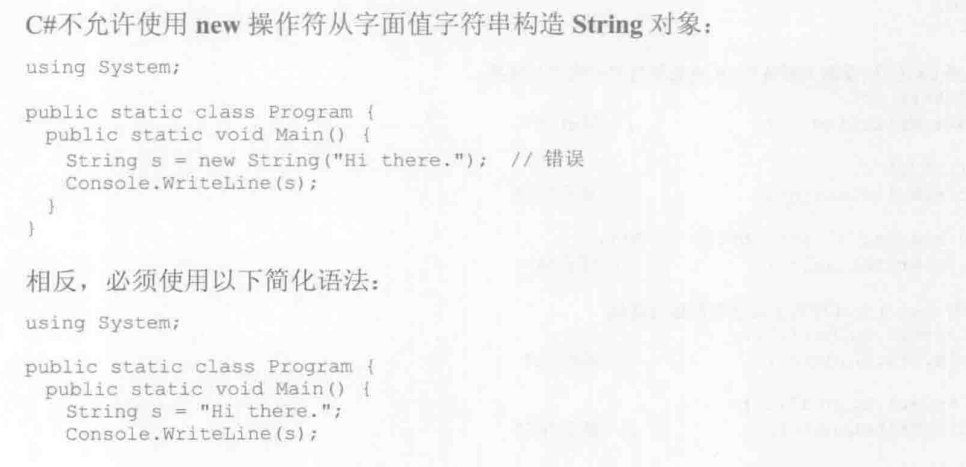 C#不允许使用 new 操作符从字面值字符串构造 String 对象：
using System;
public static class Program {
  public static void Main() {
    String s = new String("Hi there.");  // 错误
    Console.WriteLine(s);
  }
}
相反，必须使用以下简化语法：
using System;
public static class Program {
  public static void Main() {
    String s = "Hi there.";
    Console.WriteLine(s);